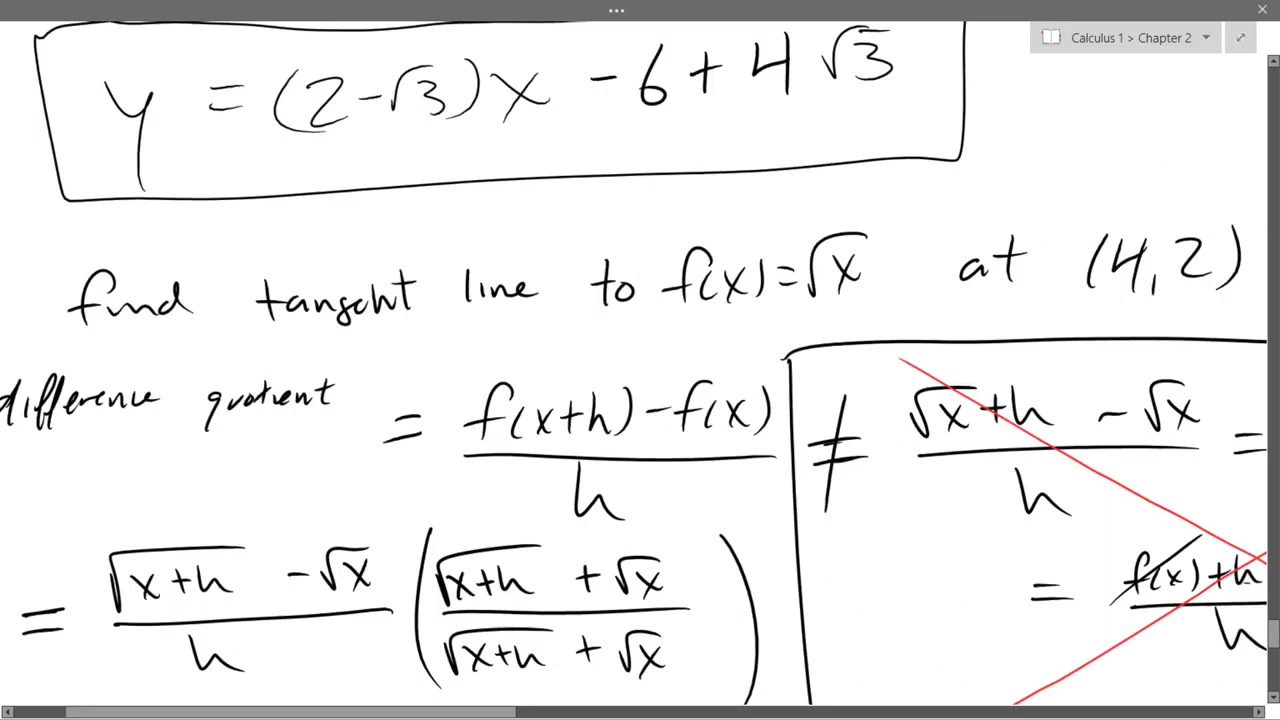 Calculus 1 > Chapter 2
y = (2-√3)x - 6 + 4√3
find tangent line to f(x)=√x at (4,2)
difference quotient = f(x+h)-f(x) / h ≠ √x+h - √x / h =
= √x+h - √x / h ( √x+h + √x / √x+h + √x )
= f(x)+h / h